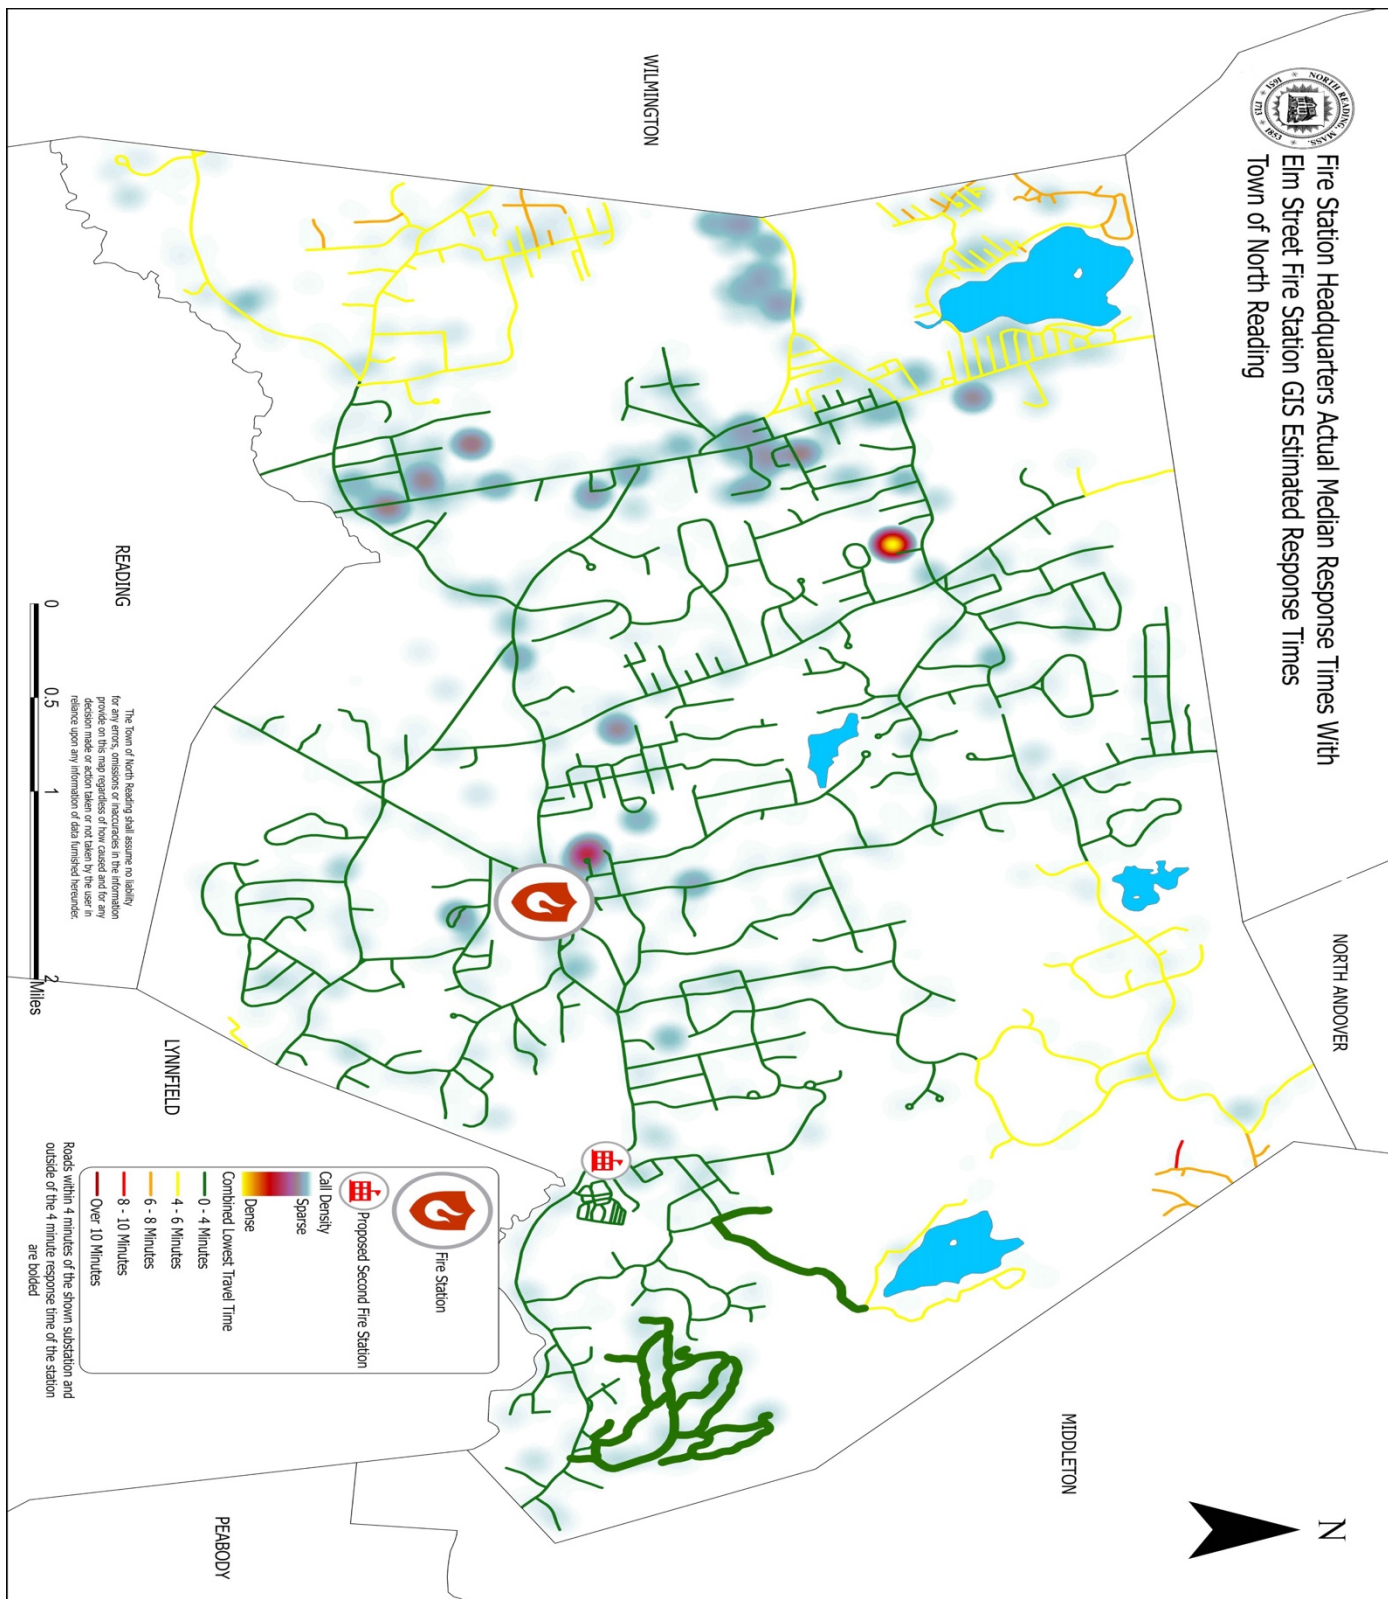 NORTH READING, MASS.
1651
1713
1853
Fire Station Headquarters Actual Median Response Times With
Elm Street Fire Station GIS Estimated Response Times
Town of North Reading
N
WILMINGTON
NORTH ANDOVER
MIDDLETON
READING
LYNNFIELD
PEABODY
0
0.5
1
2
Miles
The Town of North Reading shall assume no liability
for any errors, omissions or inaccuracies in the information
provide on this map regardless of how caused and for any
decision made or action taken or not taken by the user in
reliance upon any information of data furnished hereunder.
Fire Station
Proposed Second Fire Station
Call Density
Sparse
Dense
Combined Lowest Travel Time
0 - 4 Minutes
4 - 6 Minutes
6 - 8 Minutes
8 - 10 Minutes
Over 10 Minutes
Roads within 4 minutes of the shown substation and
outside of the 4 minute response time of the station
are bolded